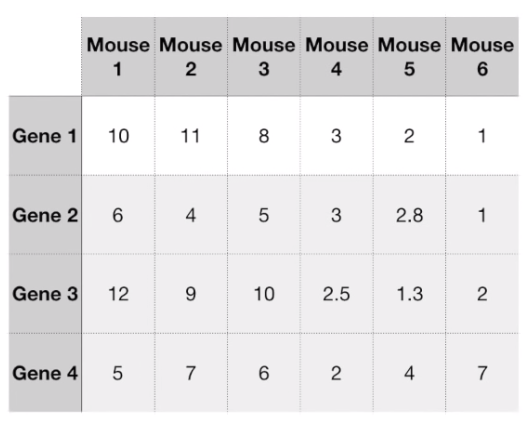 Mouse 1 Mouse 2 Mouse 3 Mouse 4 Mouse 5 Mouse 6
Gene 1 10 11 8 3 2 1
Gene 2 6 4 5 3 2.8 1
Gene 3 12 9 10 2.5 1.3 2
Gene 4 5 7 6 2 4 7